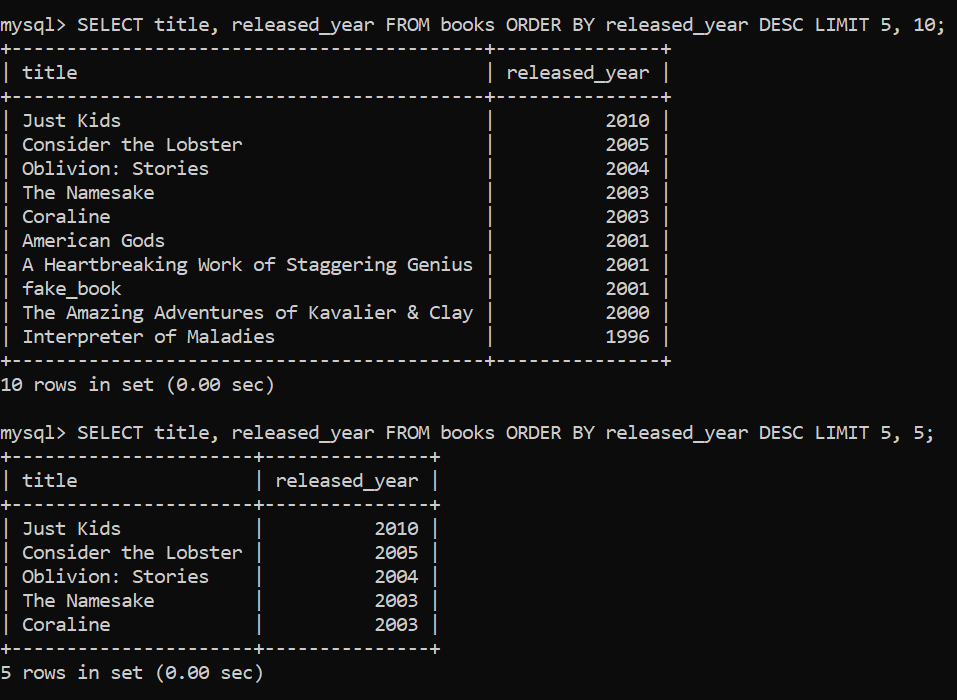 mysql> SELECT title, released_year FROM books ORDER BY released_year DESC LIMIT 5, 10;
+-------------------------------------------+---------------+
| title                                     | released_year |
+-------------------------------------------+---------------+
| Just Kids                                 |          2010 |
| Consider the Lobster                      |          2005 |
| Oblivion: Stories                         |          2004 |
| The Namesake                              |          2003 |
| Coraline                                  |          2003 |
| American Gods                             |          2001 |
| A Heartbreaking Work of Staggering Genius |          2001 |
| fake_book                                 |          2001 |
| The Amazing Adventures of Kavalier & Clay |          2000 |
| Interpreter of Maladies                   |          1996 |
+-------------------------------------------+---------------+
10 rows in set (0.00 sec)

mysql> SELECT title, released_year FROM books ORDER BY released_year DESC LIMIT 5, 5;
+----------------------+---------------+
| title                | released_year |
+----------------------+---------------+
| Just Kids            |          2010 |
| Consider the Lobster |          2005 |
| Oblivion: Stories    |          2004 |
| The Namesake         |          2003 |
| Coraline             |          2003 |
+----------------------+---------------+
5 rows in set (0.00 sec)